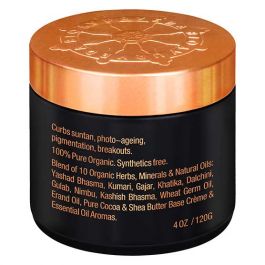 Curbs suntan, photo-ageing,
pigmentation, breakouts.
100% Pure Organic. Synthetics free.
Blend of 10 Organic Herbs, Minerals & Natural Oils:
Yashad Bhasma, Kumari, Gajar, Khatika, Dalchini,
Gulab, Nimbu, Kashish Bhasma, Wheat Germ Oil,
Erand Oil, Pure Cocoa & Shea Butter Base Crème &
Essential Oil Aromas.
4 OZ/120G